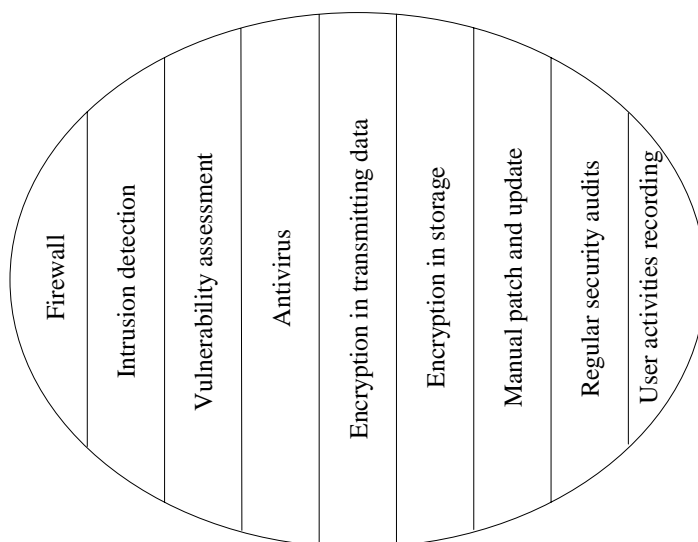 Firewall
Intrusion detection
Vulnerability assessment
Antivirus
Encryption in transmitting data
Encryption in storage
Manual patch and update
Regular security audits
User activities recording